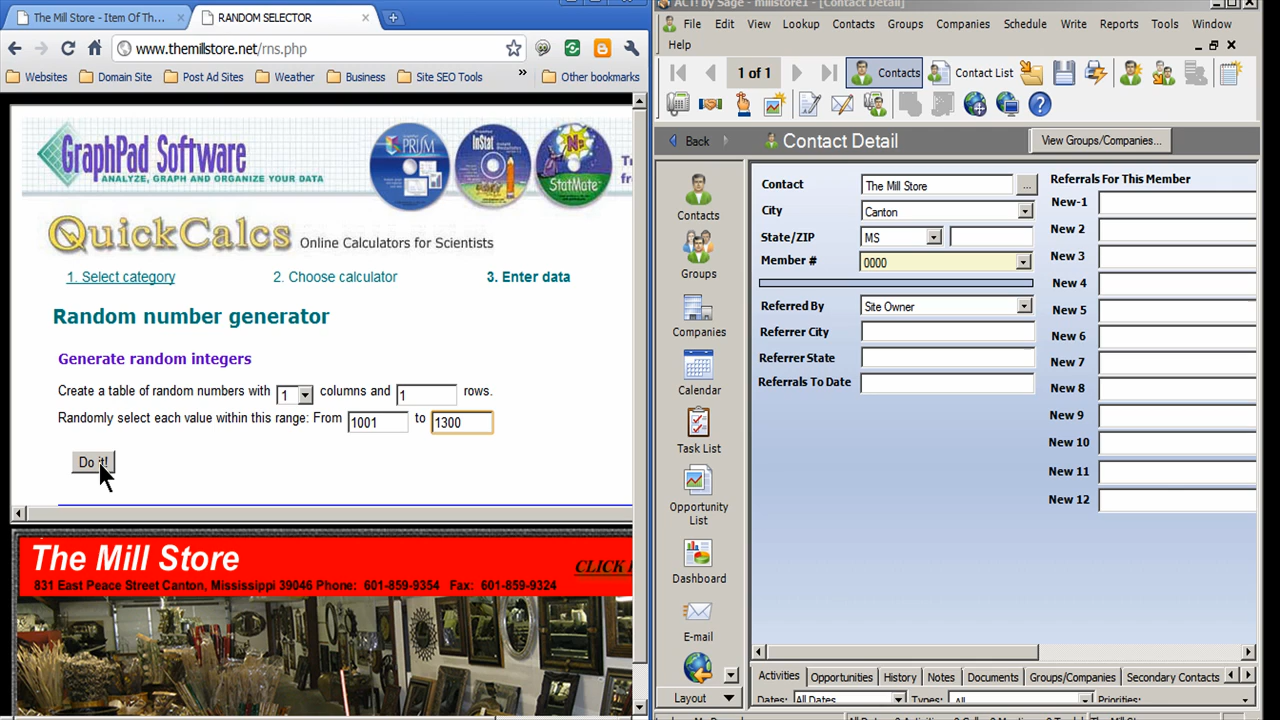 The Mill Store - Item Of Th...
RANDOM SELECTOR
www.themillstore.net/rns.php
Websites
Domain Site
Post Ad Sites
Weather
Business
Site SEO Tools
»
Other bookmarks
GraphPad Software
ANALYZE, GRAPH AND ORGANIZE YOUR DATA
PRISM
InStat
StatMate
QuickCalcs Online Calculators for Scientists
1. Select category
2. Choose calculator
3. Enter data
Random number generator
Generate random integers
Create a table of random numbers with 1 columns and 1 rows.
Randomly select each value within this range: From 1001 to 1300
Do it!
The Mill Store
831 East Peace Street Canton, Mississippi 39046 Phone: 601-859-9354 Fax: 601-859-9324
ACT! by Sage - millstore1 - [Contact Detail]
File Edit View Lookup Contacts Groups Companies Schedule Write Reports Tools Window
Help
1 of 1
Contacts
Contact List
Back
Contact Detail
View Groups/Companies...
Contacts
Groups
Companies
Calendar
Task List
Opportunity
List
Dashboard
E-mail
Layout
Contact The Mill Store ...
City Canton
State/ZIP MS
Member # 0000
Referred By Site Owner
Referrer City
Referrer State
Referrals To Date
Referrals For This Member
New-1
New 2
New 3
New 4
New 5
New 6
New 7
New 8
New 9
New 10
New 11
New 12
Activities Opportunities History Notes Documents Groups/Companies Secondary Contacts
Dates: All Dates Types: All Priorities: